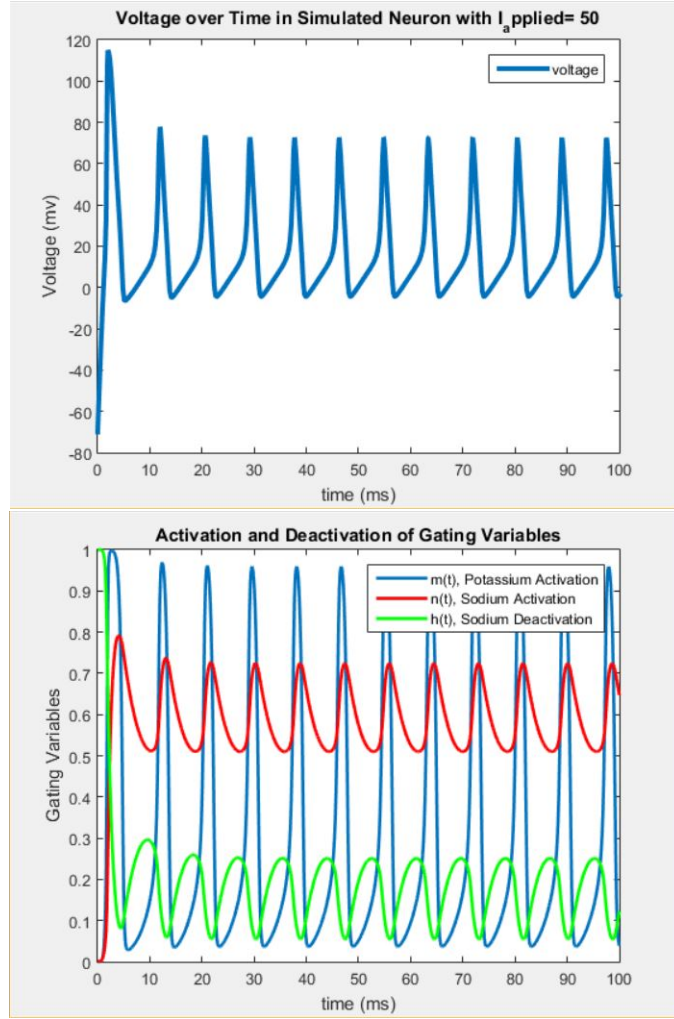 Voltage over Time in Simulated Neuron with I_applied= 50
voltage
120
100
80
60
40
20
0
-20
-40
-60
-80
Voltage (mv)
0 10 20 30 40 50 60 70 80 90 100
time (ms)
Activation and Deactivation of Gating Variables
m(t), Potassium Activation
n(t), Sodium Activation
h(t), Sodium Deactivation
1
0.9
0.8
0.7
0.6
0.5
0.4
0.3
0.2
0.1
0
Gating Variables
0 10 20 30 40 50 60 70 80 90 100
time (ms)